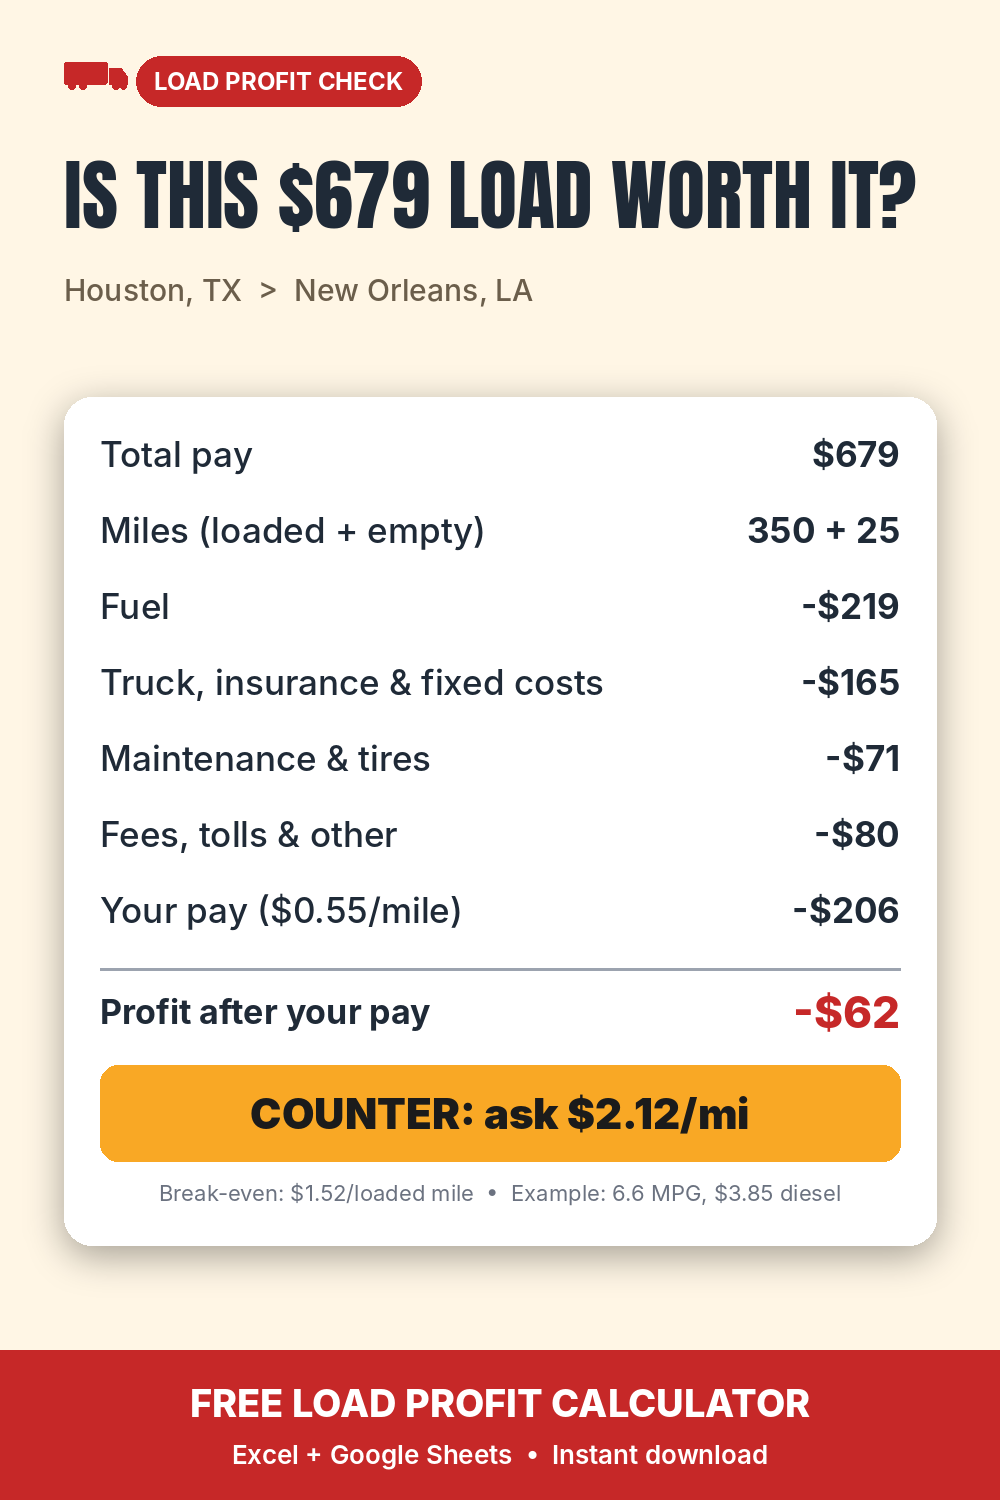 LOAD PROFIT CHECK
IS THIS $679 LOAD WORTH IT?
Houston, TX > New Orleans, LA
Total pay $679
Miles (loaded + empty) 350 + 25
Fuel -$219
Truck, insurance & fixed costs -$165
Maintenance & tires -$71
Fees, tolls & other -$80
Your pay ($0.55/mile) -$206
Profit after your pay -$62
COUNTER: ask $2.12/mi
Break-even: $1.52/loaded mile • Example: 6.6 MPG, $3.85 diesel
FREE LOAD PROFIT CALCULATOR
Excel + Google Sheets • Instant download